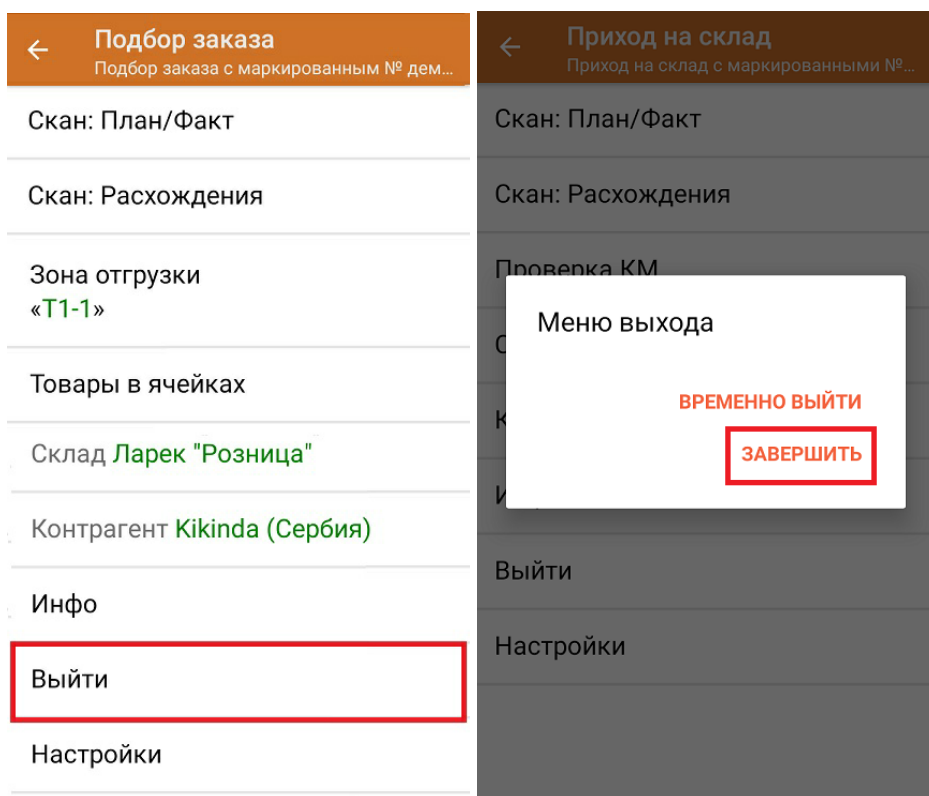 Подбор заказа
Подбор заказа с маркированным № дем...
Скан: План/Факт
Скан: Расхождения
Зона отгрузки
«Т1-1»
Товары в ячейках
Склад Ларек "Розница"
Контрагент Kikinda (Сербия)
Инфо
Выйти
Настройки
Приход на склад
Приход на склад с маркированными №...
Скан: План/Факт
Скан: Расхождения
Проверка КМ
Меню выхода
ВРЕМЕННО ВЫЙТИ
ЗАВЕРШИТЬ
Выйти
Настройки